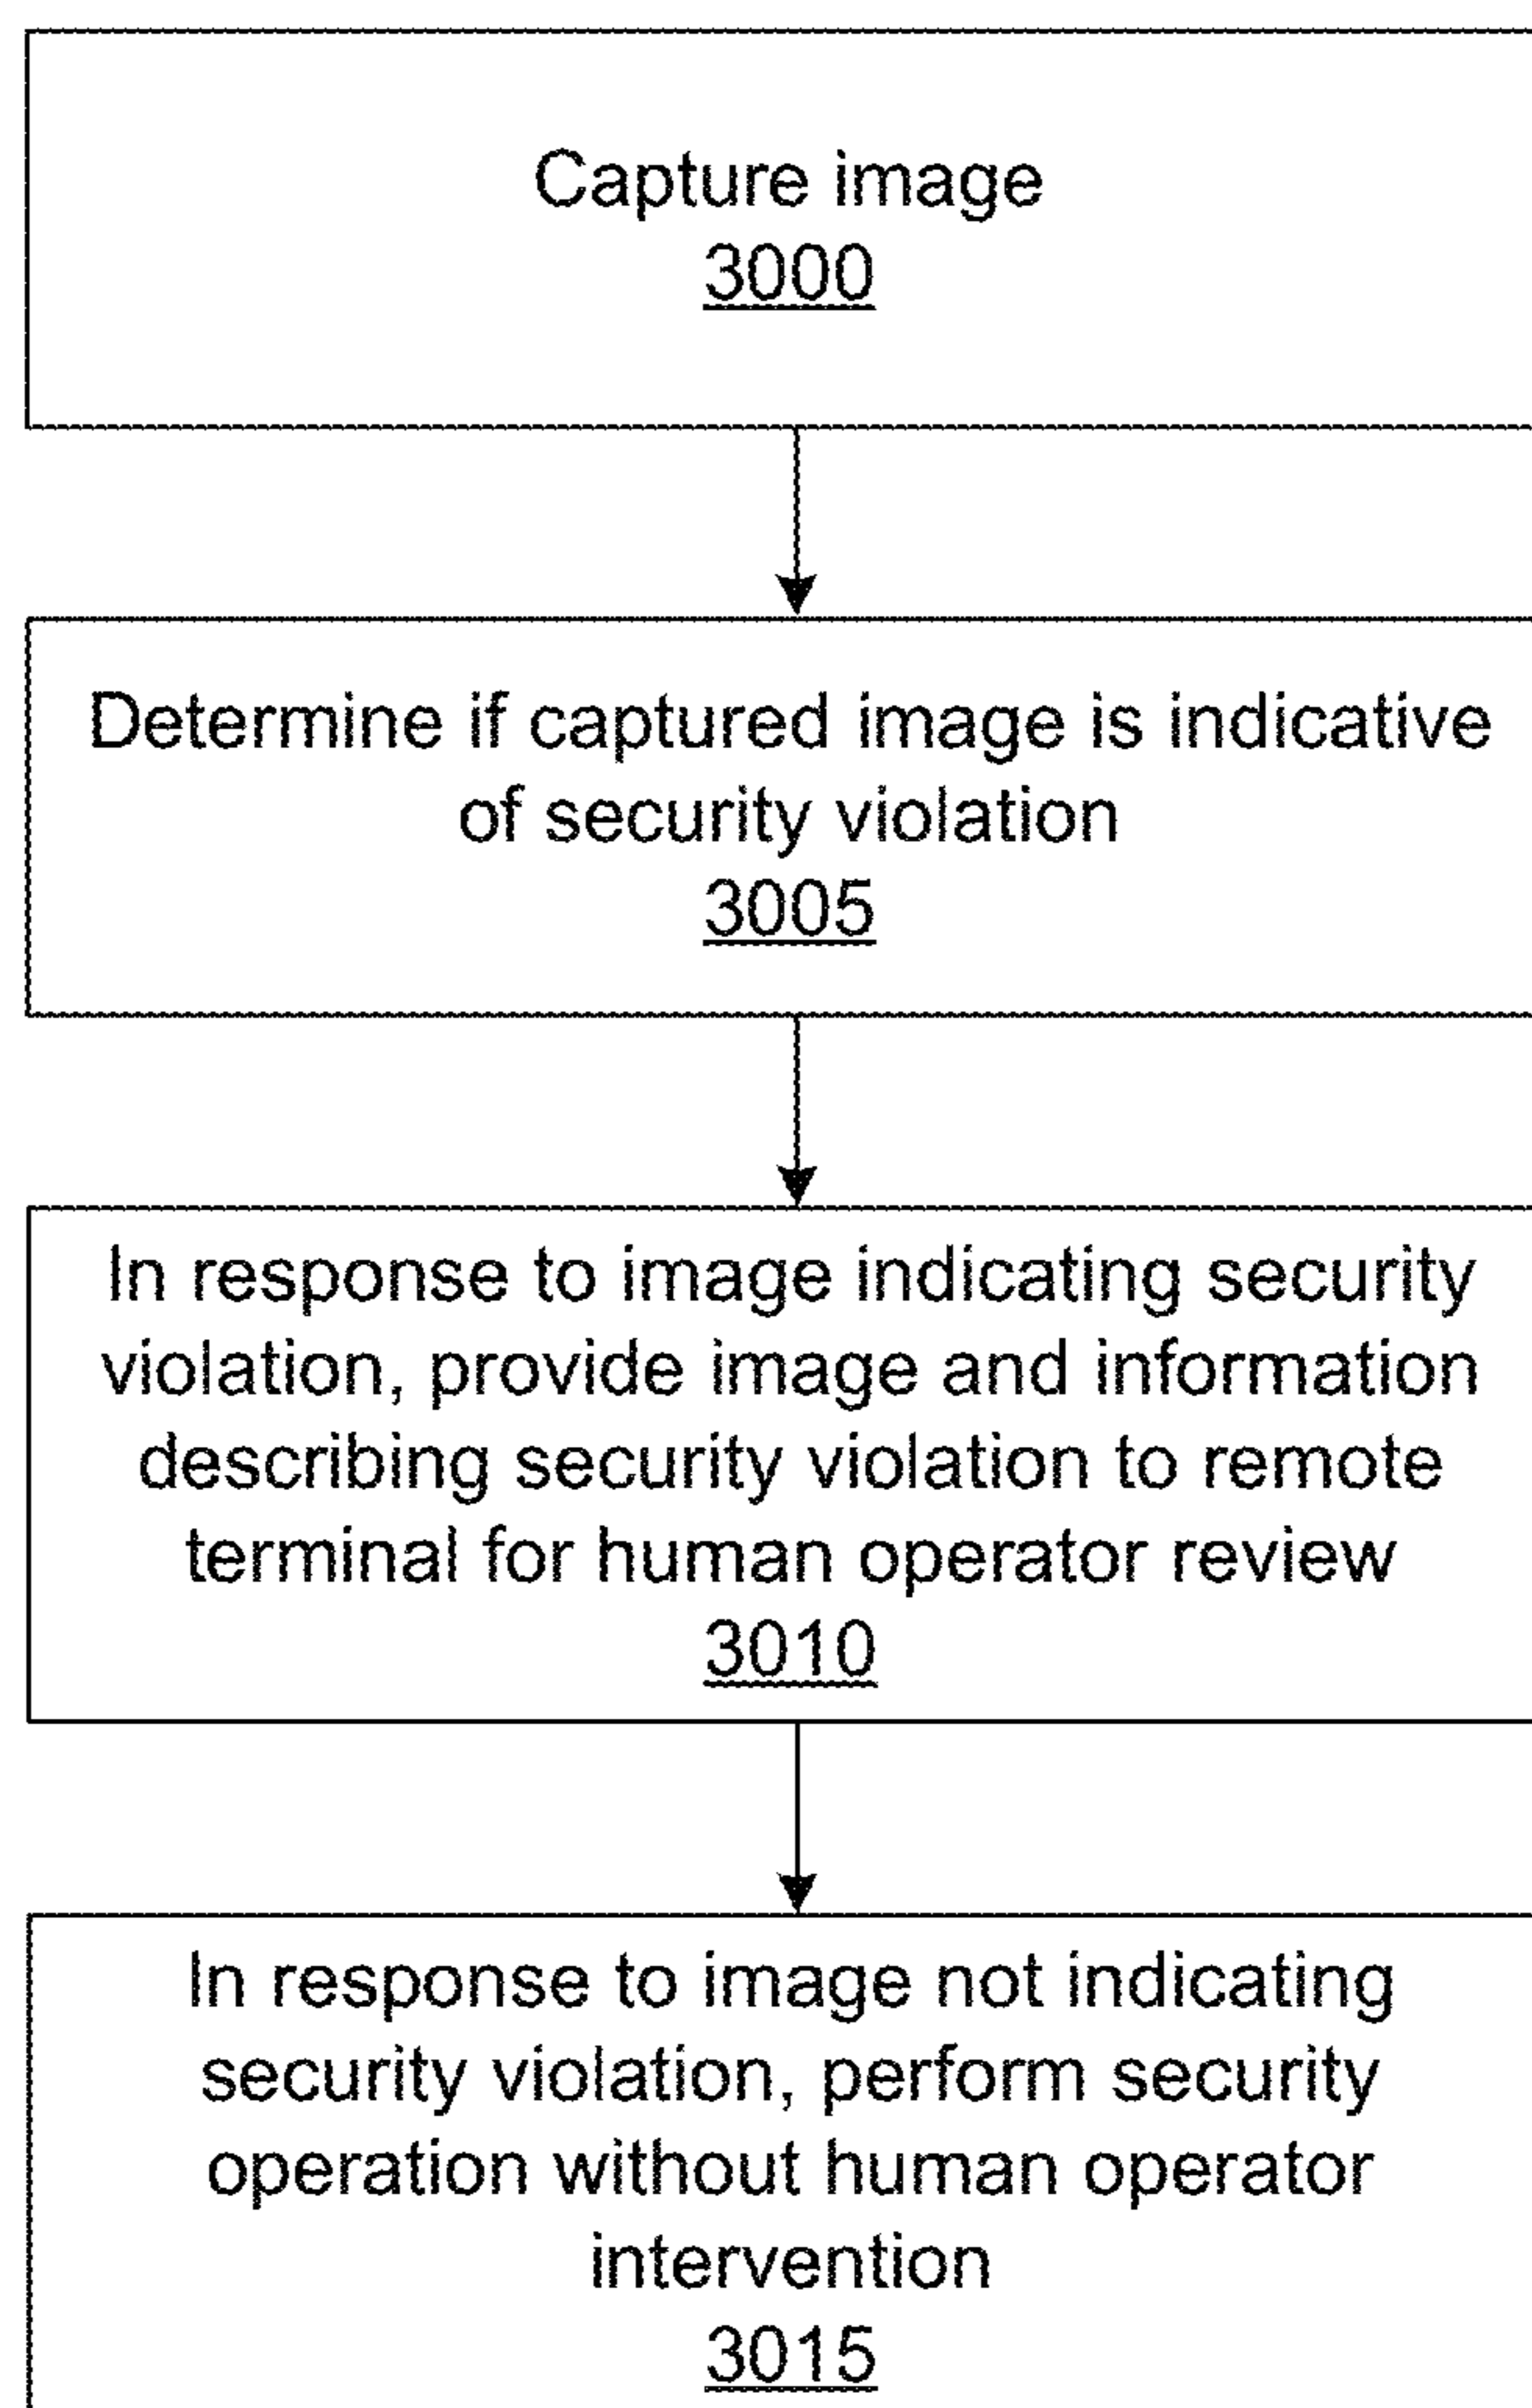 Capture image
3000
Determine if captured image is indicative
of security violation
3005
In response to image indicating security
violation, provide image and information
describing security violation to remote
terminal for human operator review
3010
In response to image not indicating
security violation, perform security
operation without human operator
intervention
3015